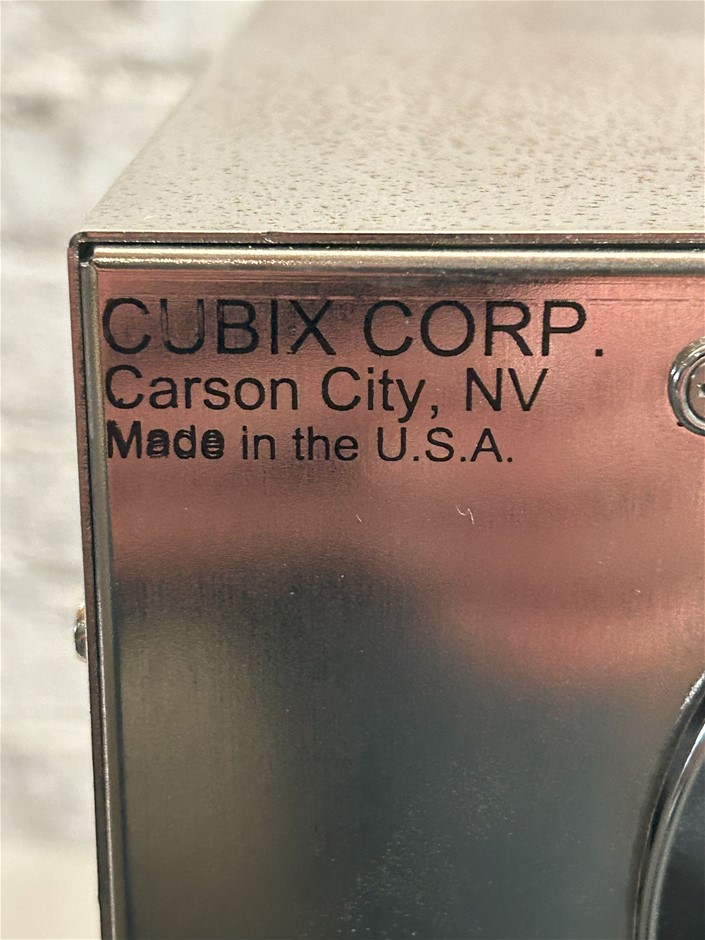 CUBIX CORP.
Carson City, NV
Made in the U.S.A.